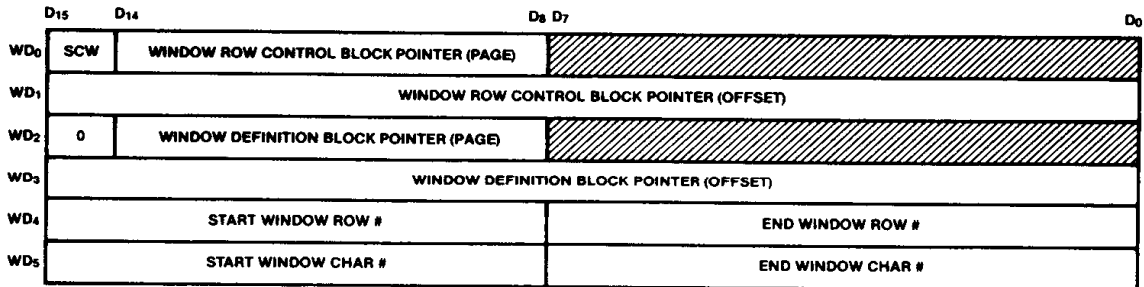 D15 D14 D8 D7 D0
WD0 SCW WINDOW ROW CONTROL BLOCK POINTER (PAGE)
WD1 WINDOW ROW CONTROL BLOCK POINTER (OFFSET)
WD2 0 WINDOW DEFINITION BLOCK POINTER (PAGE)
WD3 WINDOW DEFINITION BLOCK POINTER (OFFSET)
WD4 START WINDOW ROW # END WINDOW ROW #
WD5 START WINDOW CHAR # END WINDOW CHAR #